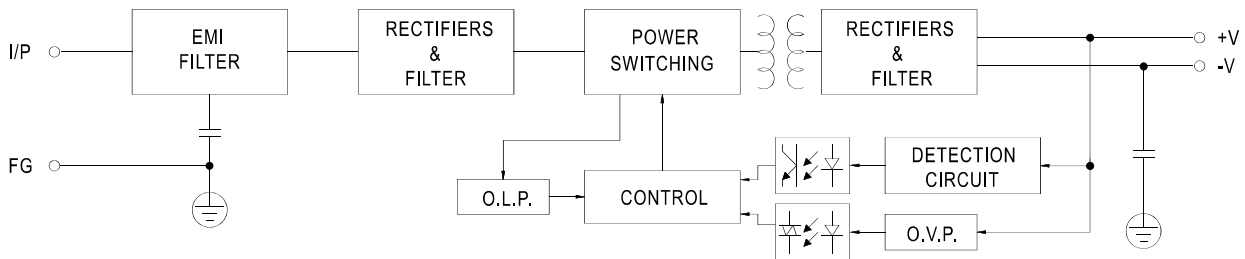 I/P
EMI
FILTER
RECTIFIERS
&
FILTER
POWER
SWITCHING
RECTIFIERS
&
FILTER
+V
-V
FG
O.L.P.
CONTROL
DETECTION
CIRCUIT
O.V.P.